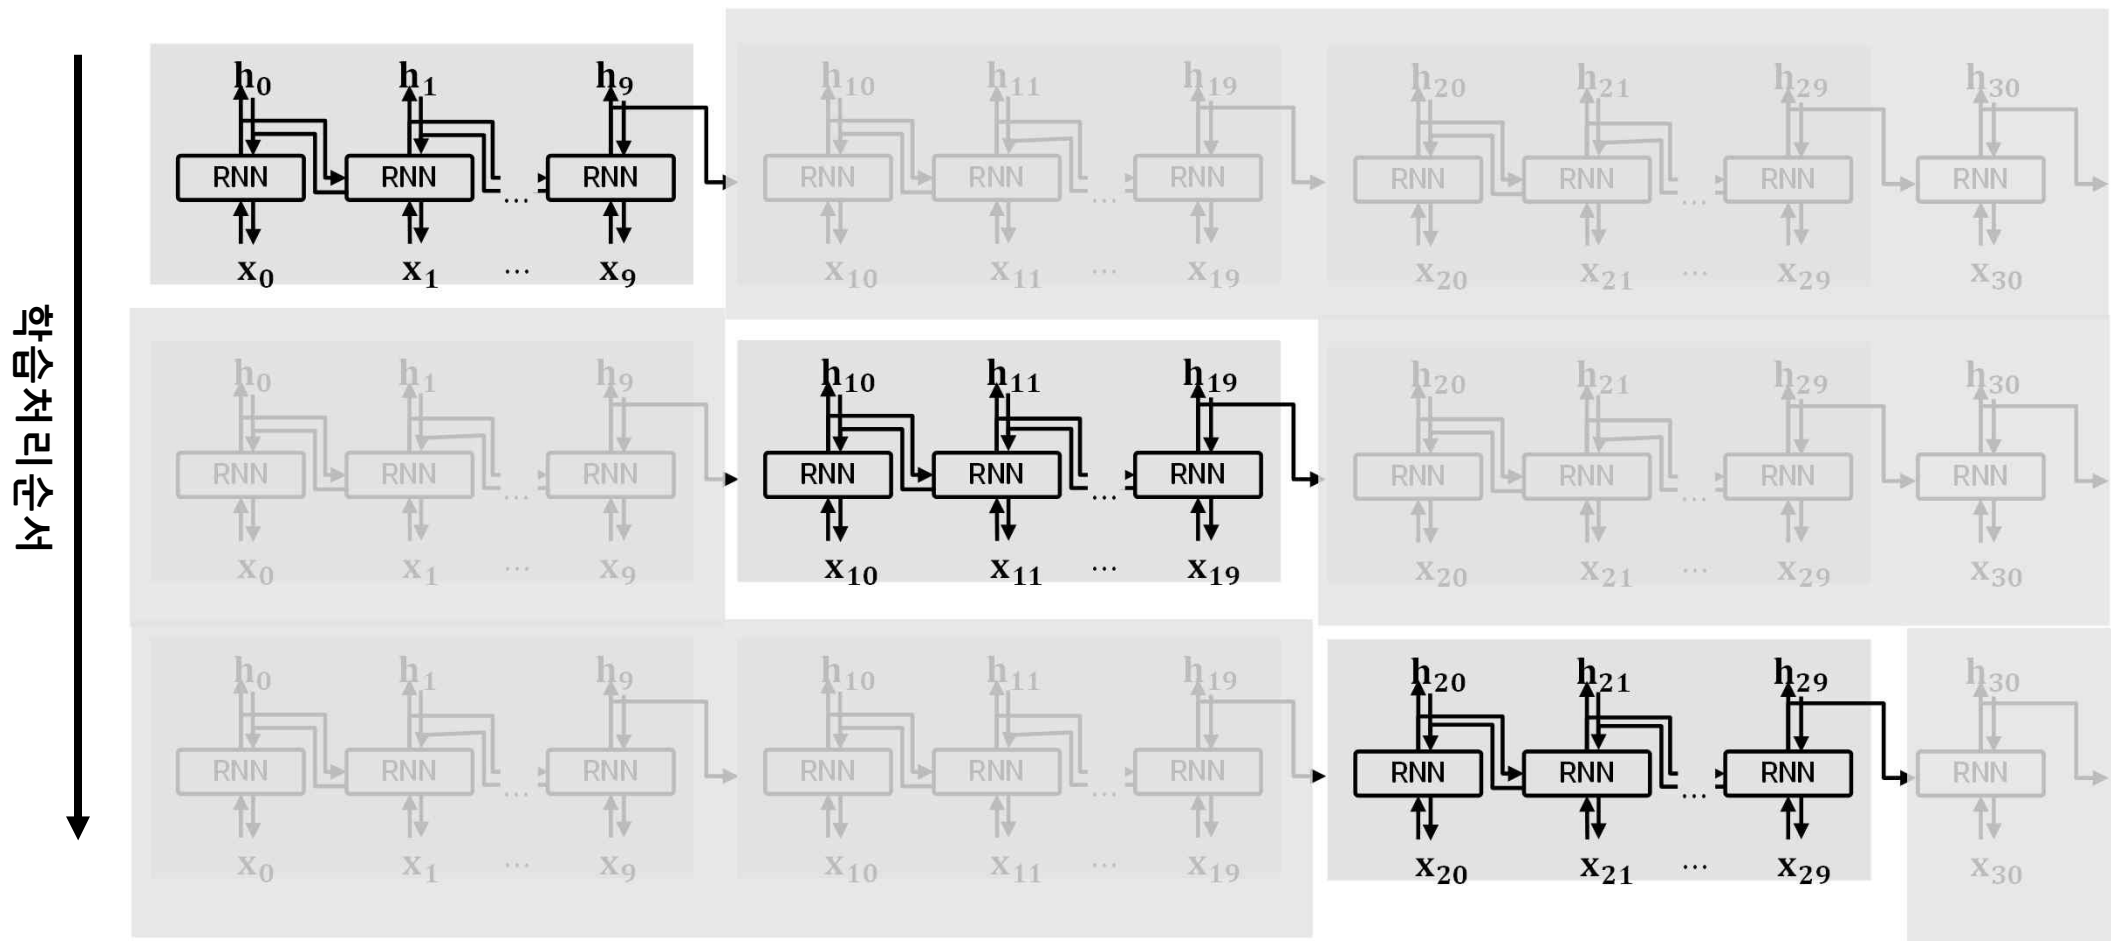 학습처리순서
h0 h1 h9 h10 h11 h19 h20 h21 h29 h30
RNN RNN RNN RNN RNN RNN RNN RNN RNN RNN
... ... ...
x0 x1 ... x9 x10 x11 ... x19 x20 x21 ... x29 x30
h0 h1 h9 h10 h11 h19 h20 h21 h29 h30
RNN RNN RNN RNN RNN RNN RNN RNN RNN RNN
... ... ...
x0 x1 ... x9 x10 x11 ... x19 x20 x21 ... x29 x30
h0 h1 h9 h10 h11 h19 h20 h21 h29 h30
RNN RNN RNN RNN RNN RNN RNN RNN RNN RNN
... ... ...
x0 x1 ... x9 x10 x11 ... x19 x20 x21 ... x29 x30